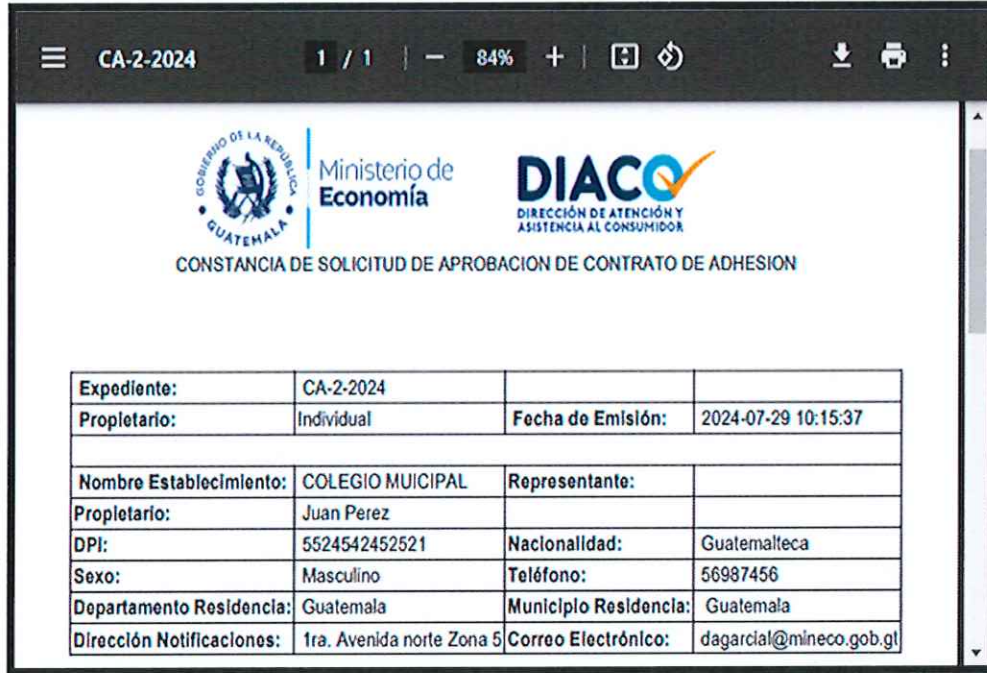 CA-2-2024 1 / 1 84%
GOBIERNO DE LA REPÚBLICA
GUATEMALA
Ministerio de
Economía
DIACO
DIRECCIÓN DE ATENCIÓN Y
ASISTENCIA AL CONSUMIDOR
CONSTANCIA DE SOLICITUD DE APROBACION DE CONTRATO DE ADHESION
Expediente: CA-2-2024
Propietario: Individual Fecha de Emisión: 2024-07-29 10:15:37
Nombre Establecimiento: COLEGIO MUICIPAL Representante:
Propietario: Juan Perez
DPI: 5524542452521 Nacionalidad: Guatemalteca
Sexo: Masculino Teléfono: 56987456
Departamento Residencia: Guatemala Municipio Residencia: Guatemala
Dirección Notificaciones: 1ra. Avenida norte Zona 5 Correo Electrónico: dagarcial@mineco.gob.gt